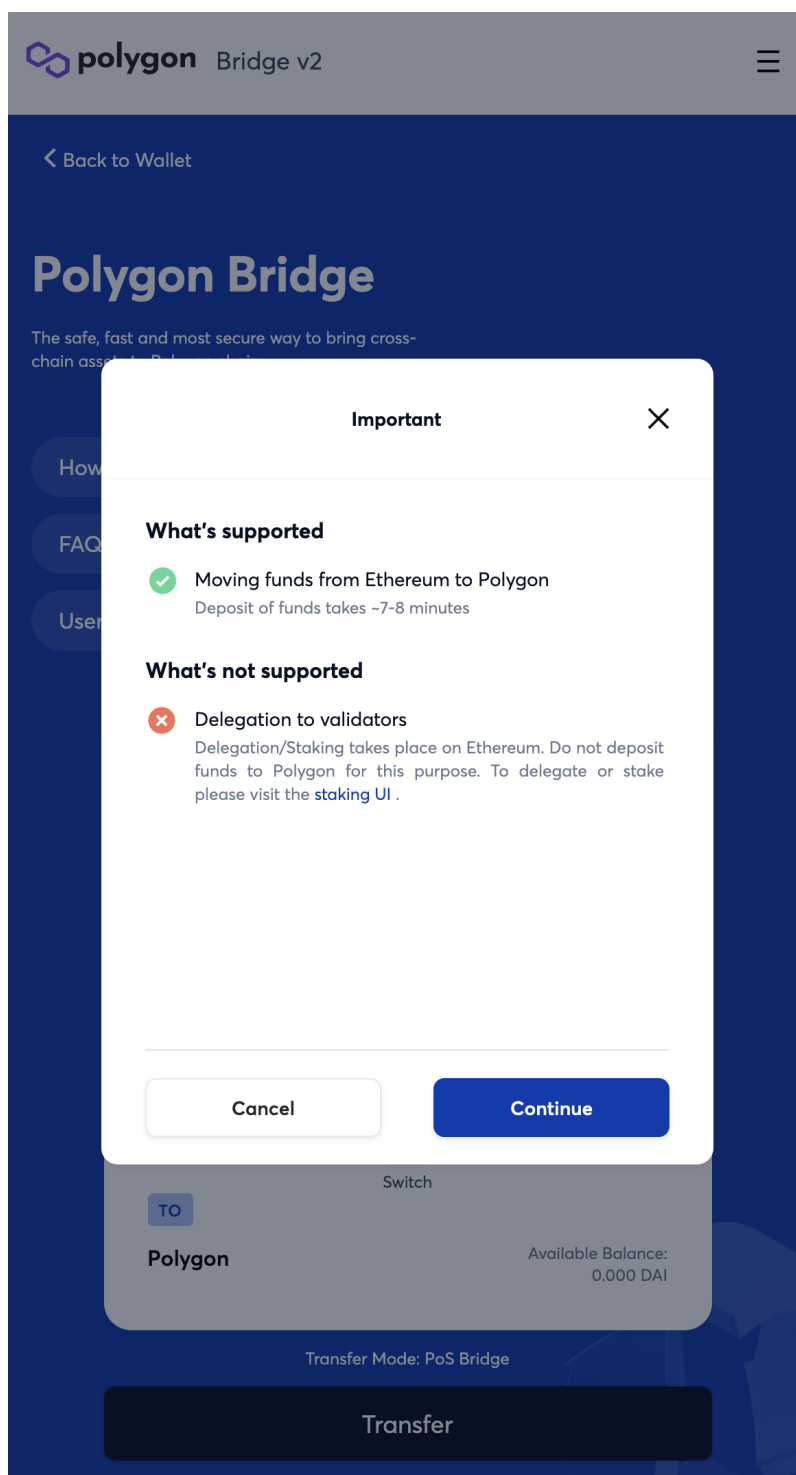 polygon Bridge v2
Back to Wallet
Polygon Bridge
The safe, fast and most secure way to bring cross-
chain
Important
What's supported
How
Moving funds from Ethereum to Polygon
Deposit of funds takes ~7-8 minutes
FAQ
User
What's not supported
Delegation to validators
Delegation/Staking takes place on Ethereum. Do not deposit
funds to Polygon for this purpose. To delegate or stake
please visit the staking UI .
Cancel
Continue
Switch
TO
Polygon
Available Balance:
0.000 DAI
Transfer Mode: PoS Bridge
Transfer